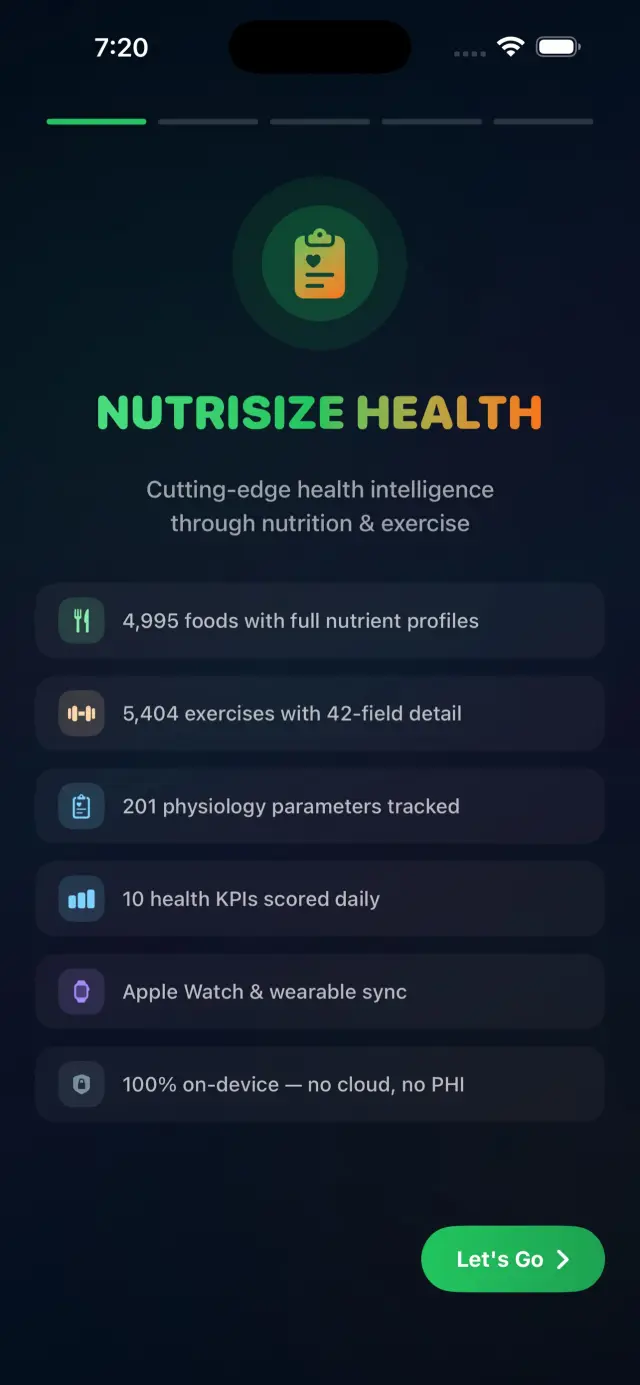 7:20
NUTRISIZE HEALTH
Cutting-edge health intelligence
through nutrition & exercise
4,995 foods with full nutrient profiles
5,404 exercises with 42-field detail
201 physiology parameters tracked
10 health KPIs scored daily
Apple Watch & wearable sync
100% on-device — no cloud, no PHI
Let's Go